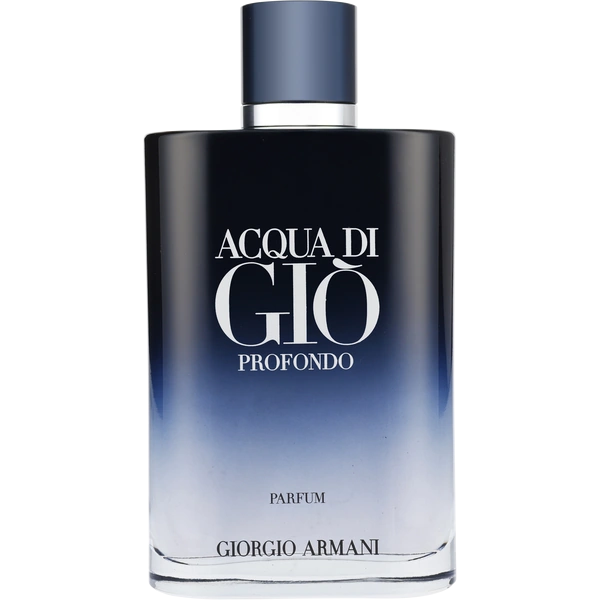 ACQUA DI
GIÒ
PROFONDO
PARFUM
GIORGIO ARMANI